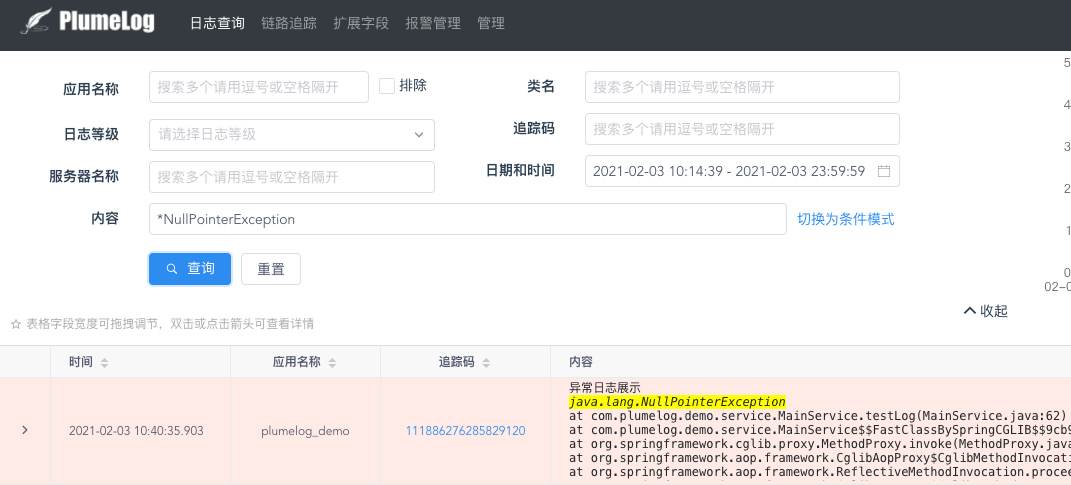 PlumeLog 日志查询 链路追踪 扩展字段 报警管理 管理
应用名称 搜索多个请用逗号或空格隔开 排除 类名 搜索多个请用逗号或空格隔开
日志等级 请选择日志等级 追踪码 搜索多个请用逗号或空格隔开
服务器名称 搜索多个请用逗号或空格隔开 日期和时间 2021-02-03 10:14:39 - 2021-02-03 23:59:59
内容 *NullPointerException 切换为条件模式
查询 重置
5
4
3
2
1
0
02-0
收起
表格字段宽度可拖拽调节，双击或点击箭头可查看详情
时间 应用名称 追踪码 内容
2021-02-03 10:40:35.903 plumelog_demo 111886276285829120
异常日志展示
java.lang.NullPointerException
at com.plumelog.demo.service.MainService.testLog(MainService.java:62)
at com.plumelog.demo.service.MainService$$FastClassBySpringCGLIB$$9cb9
at org.springframework.cglib.proxy.MethodProxy.invoke(MethodProxy.java
at org.springframework.aop.framework.CglibAopProxy$CglibMethodInvocati
at org.springframework.aop.framework.ReflectiveMethodInvocation.procee